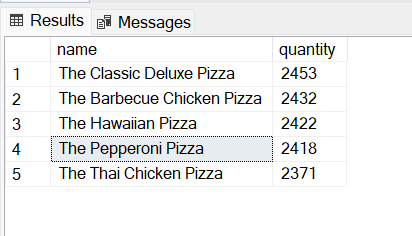 Results Messages
name quantity
1 The Classic Deluxe Pizza 2453
2 The Barbecue Chicken Pizza 2432
3 The Hawaiian Pizza 2422
4 The Pepperoni Pizza 2418
5 The Thai Chicken Pizza 2371